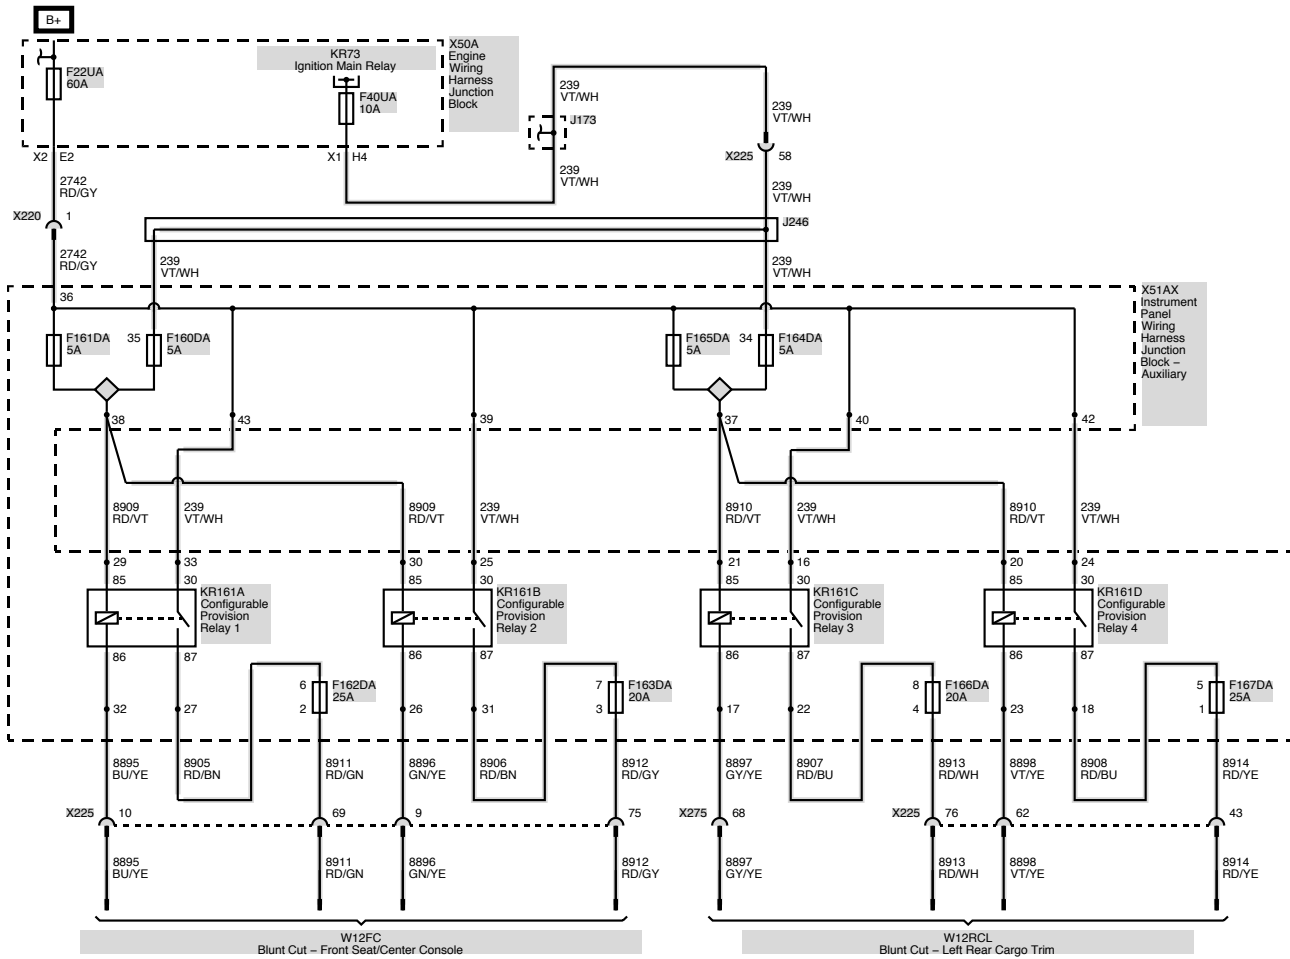 B+
F22UA
60A
KR73
Ignition Main Relay
F40UA
10A
X50A
Engine
Wiring
Harness
Junction
Block
239
VT/WH
J173
239
VT/WH
239
VT/WH
X225 58
239
VT/WH
X2 E2
X1 H4
2742
RD/GY
X220 1
2742
RD/GY
J246
239
VT/WH
239
VT/WH
36
X51AX
Instrument
Panel
Wiring
Harness
Junction
Block –
Auxiliary
F161DA
5A
35
F160DA
5A
F165DA
5A
34
F164DA
5A
38
43
39
37
40
42
8909
RD/VT
239
VT/WH
8909
RD/VT
239
VT/WH
8910
RD/VT
239
VT/WH
8910
RD/VT
239
VT/WH
29
33
30
25
21
16
20
24
85 30
85 30
85 30
85 30
KR161A
Configurable
Provision
Relay 1
KR161B
Configurable
Provision
Relay 2
KR161C
Configurable
Provision
Relay 3
KR161D
Configurable
Provision
Relay 4
86 87
86 87
86 87
86 87
6
F162DA
25A
2
7
F163DA
20A
3
8
F166DA
20A
4
5
F167DA
25A
1
32
27
26
31
17
22
23
18
8895
BU/YE
8905
RD/BN
8911
RD/GN
8896
GN/YE
8906
RD/BN
8912
RD/GY
8897
GY/YE
8907
RD/BU
8913
RD/WH
8898
VT/YE
8908
RD/BU
8914
RD/YE
X225 10
69
9
75
X275 68
X225 76
62
43
8895
BU/YE
8911
RD/GN
8896
GN/YE
8912
RD/GY
8897
GY/YE
8913
RD/WH
8898
VT/YE
8914
RD/YE
W12FC
Blunt Cut – Front Seat/Center Console
W12RCL
Blunt Cut – Left Rear Cargo Trim